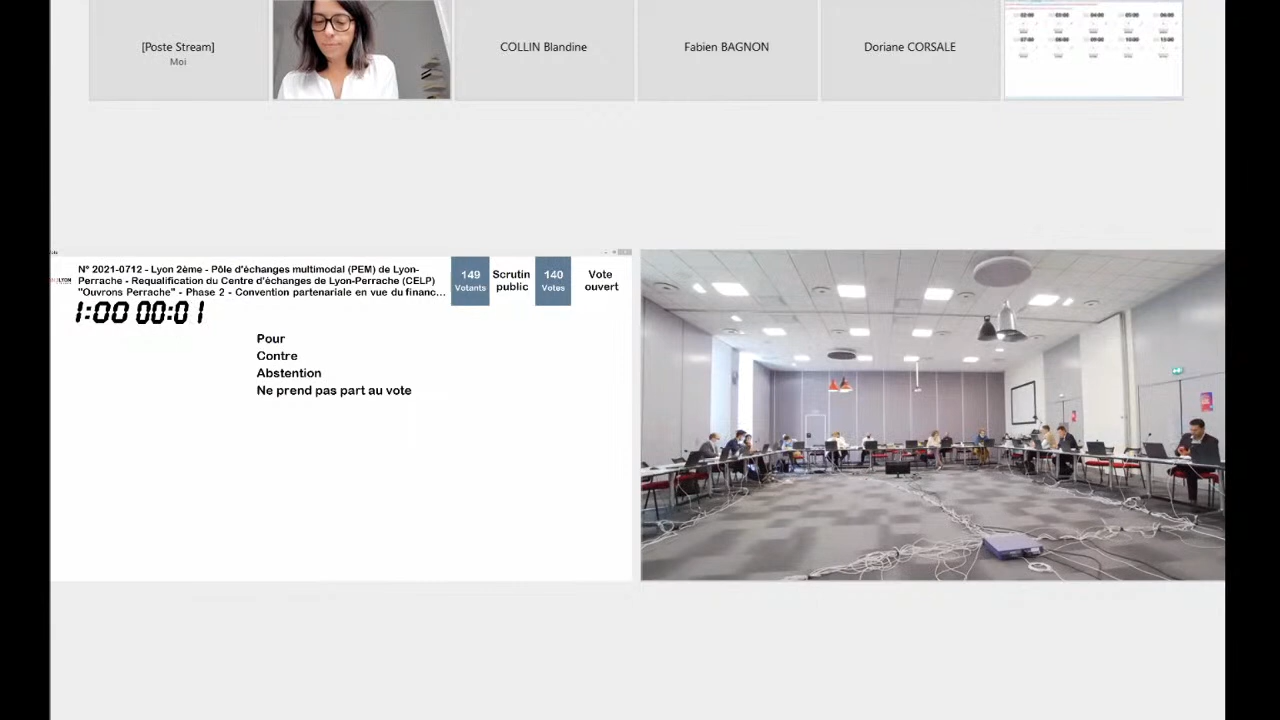 [Poste Stream]
Moi
COLLIN Blandine
Fabien BAGNON
Doriane CORSALE
N° 2021-0712 - Lyon 2ème - Pôle d'échanges multimodal (PEM) de Lyon-
Perrache - Requalification du Centre d'échanges de Lyon-Perrache (CELP)
"Ouvrons Perrache" - Phase 2 - Convention partenariale en vue du financ...
149
Votants
Scrutin
public
140
Votes
Vote
ouvert
1:00 00:01
Pour
Contre
Abstention
Ne prend pas part au vote